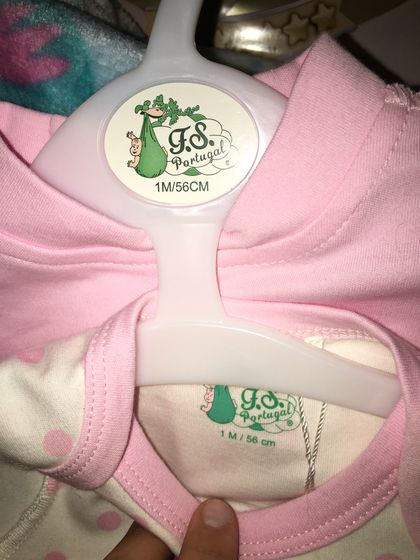 J.S.
Portugal
®
1M/56CM
J.S.
Portugal
®
1 M / 56 cm